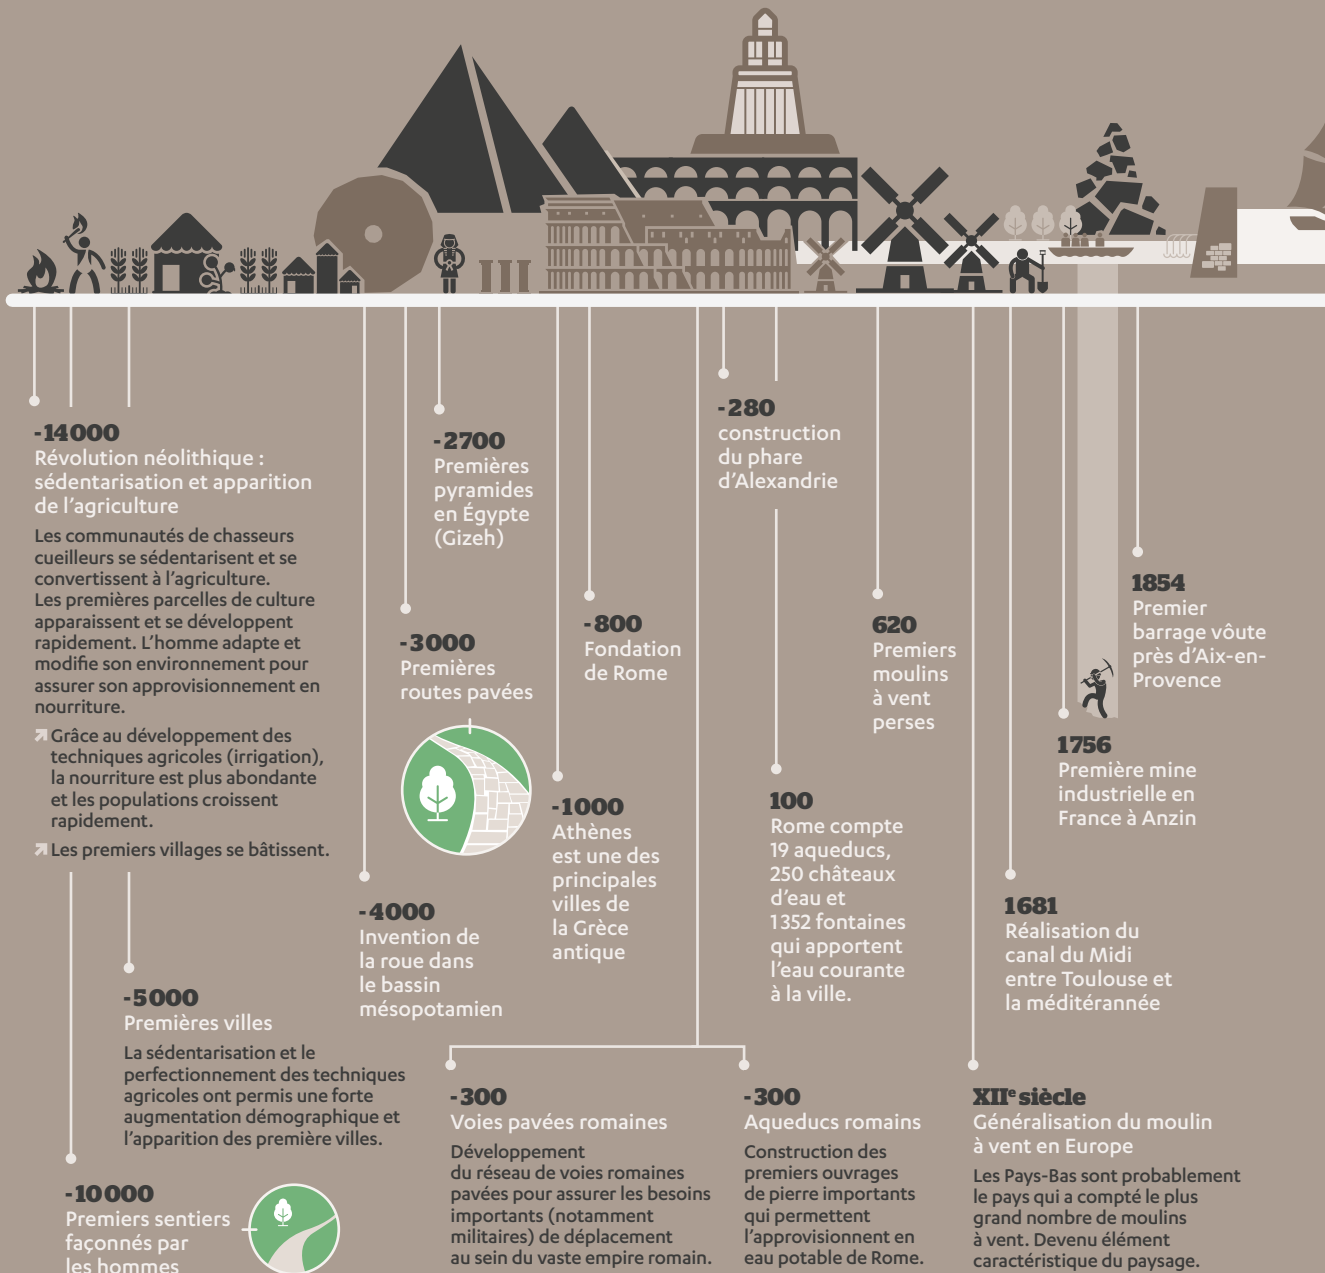 -14000
Révolution néolithique :
sédentarisation et apparition
de l'agriculture
Les communautés de chasseurs
cueilleurs se sédentarisent et se
convertissent à l'agriculture.
Les premières parcelles de culture
apparaissent et se développent
rapidement. L'homme adapte et
modifie son environnement pour
assurer son approvisionnement en
nourriture.
Grâce au développement des
techniques agricoles (irrigation),
la nourriture est plus abondante
et les populations croissent
rapidement.
Les premiers villages se bâtissent.
-10000
Premiers sentiers
façonnés par
les hommes
-5000
Premières villes
La sédentarisation et le
perfectionnement des techniques
agricoles ont permis une forte
augmentation démographique et
l'apparition des première villes.
-4000
Invention de
la roue dans
le bassin
mésopotamien
-3000
Premières
routes pavées
-2700
Premières
pyramides
en Égypte
(Gizeh)
-1000
Athènes
est une des
principales
villes de
la Grèce
antique
-800
Fondation
de Rome
-300
Voies pavées romaines
Développement
du réseau de voies romaines
pavées pour assurer les besoins
importants (notamment
militaires) de déplacement
au sein du vaste empire romain.
-300
Aqueducs romains
Construction des
premiers ouvrages
de pierre importants
qui permettent
l'approvisionnent en
eau potable de Rome.
-280
construction
du phare
d'Alexandrie
100
Rome compte
19 aqueducs,
250 châteaux
d'eau et
1352 fontaines
qui apportent
l'eau courante
à la ville.
620
Premiers
moulins
à vent
perses
XIIe siècle
Généralisation du moulin
à vent en Europe
Les Pays-Bas sont probablement
le pays qui a compté le plus
grand nombre de moulins
à vent. Devenu élément
caractéristique du paysage.
1681
Réalisation du
canal du Midi
entre Toulouse et
la méditérannée
1756
Première mine
industrielle en
France à Anzin
1854
Premier
barrage vôute
près d'Aix-en-
Provence